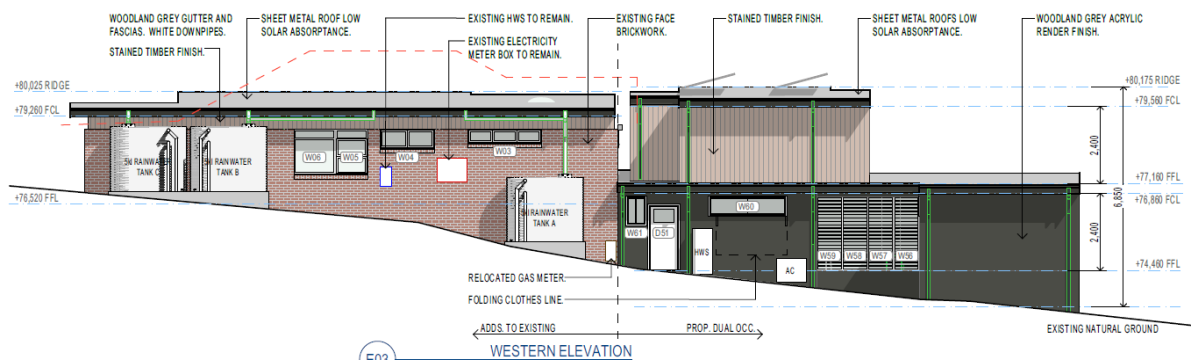 WOODLAND GREY GUTTER AND
FASCIAS. WHITE DOWNPIPES.
STAINED TIMBER FINISH.
SHEET METAL ROOF LOW
SOLAR ABSORPTANCE.
EXISTING HWS TO REMAIN.
EXISTING ELECTRICITY
METER BOX TO REMAIN.
EXISTING FACE
BRICKWORK.
STAINED TIMBER FINISH.
SHEET METAL ROOFS LOW
SOLAR ABSORPTANCE.
WOODLAND GREY ACRYLIC
RENDER FINISH.
+80,025 RIDGE
+79,260 FCL
+76,520 FFL
+80,175 RIDGE
+79,560 FCL
2,400
+77,160 FFL
+76,860 FCL
6,850
2,400
+74,460 FFL
5kl RAINWATER
TANK C
5kl RAINWATER
TANK B
W06
W05
W04
W03
5kl RAINWATER
TANK A
W61
D51
W60
HWS
AC
W59
W58
W57
W56
RELOCATED GAS METER.
FOLDING CLOTHES LINE.
ADDS. TO EXISTING
PROP. DUAL OCC.
EXISTING NATURAL GROUND
E03
WESTERN ELEVATION